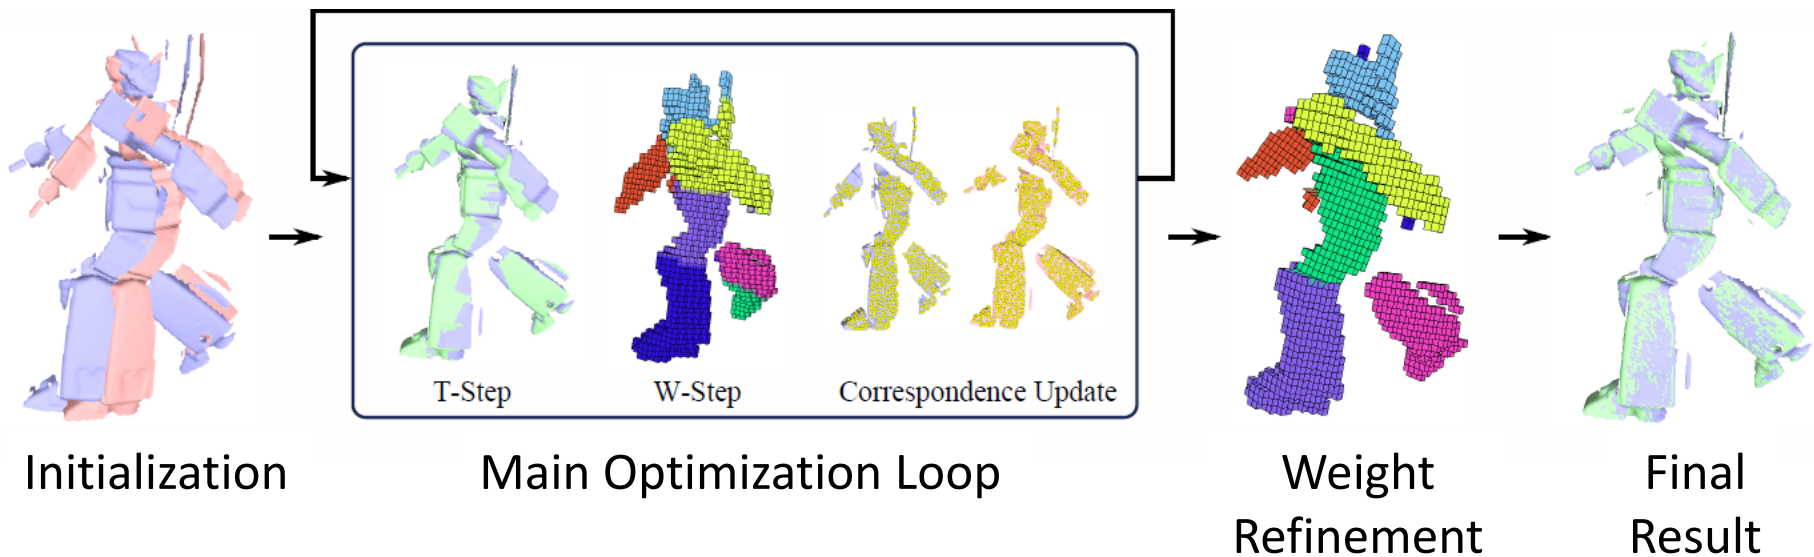 T-Step
W-Step
Correspondence Update
Initialization
Main Optimization Loop
Weight
Refinement
Final
Result